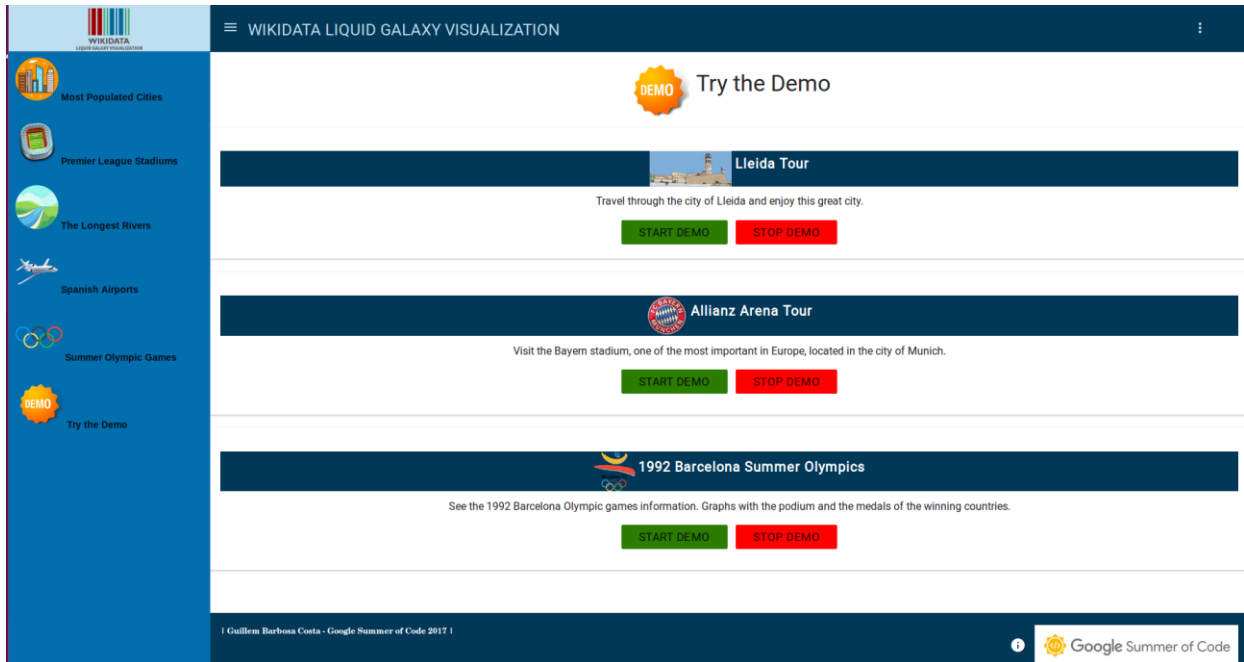 WIKIDATA
LIQUID GALAXY VISUALIZATION
WIKIDATA LIQUID GALAXY VISUALIZATION
Most Populated Cities
Premier League Stadiums
The Longest Rivers
Spanish Airports
Summer Olympic Games
DEMO
Try the Demo
DEMO
Try the Demo
Lleida Tour
Travel through the city of Lleida and enjoy this great city.
START DEMO STOP DEMO
FC BAYERN
MÜNCHEN
Allianz Arena Tour
Visit the Bayern stadium, one of the most important in Europe, located in the city of Munich.
START DEMO STOP DEMO
1992 Barcelona Summer Olympics
See the 1992 Barcelona Olympic games information. Graphs with the podium and the medals of the winning countries.
START DEMO STOP DEMO
| Guillem Barbosa Costa - Google Summer of Code 2017 |
Google Summer of Code